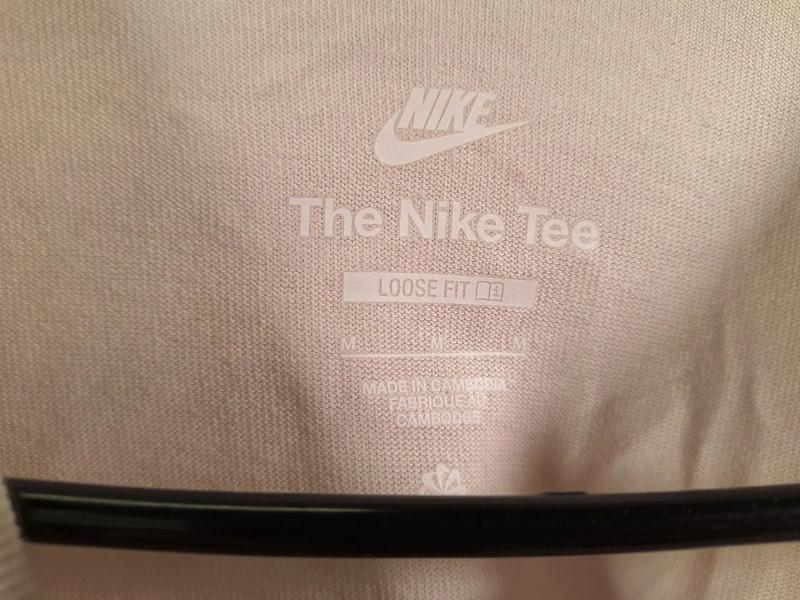 NIKE
The Nike Tee
LOOSE FIT i
M M M
MADE IN CAMBODIA
FABRIQUE AU
CAMBODGE